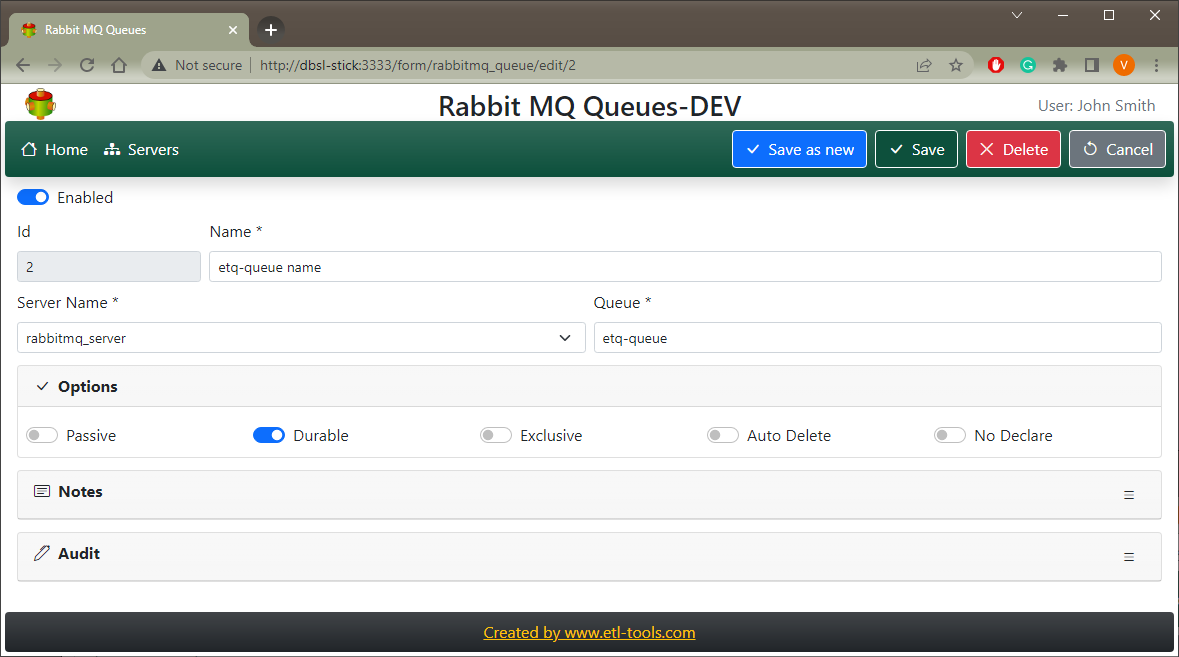 Rabbit MQ Queues
Not secure http://dbsl-stick:3333/form/rabbitmq_queue/edit/2 V
Rabbit MQ Queues-DEV User: John Smith
Home Servers Save as new Save Delete Cancel
Enabled
Id Name *
2 etq-queue name
Server Name * Queue *
rabbitmq_server etq-queue
Options
Passive Durable Exclusive Auto Delete No Declare
Notes
Audit
Created by www.etl-tools.com